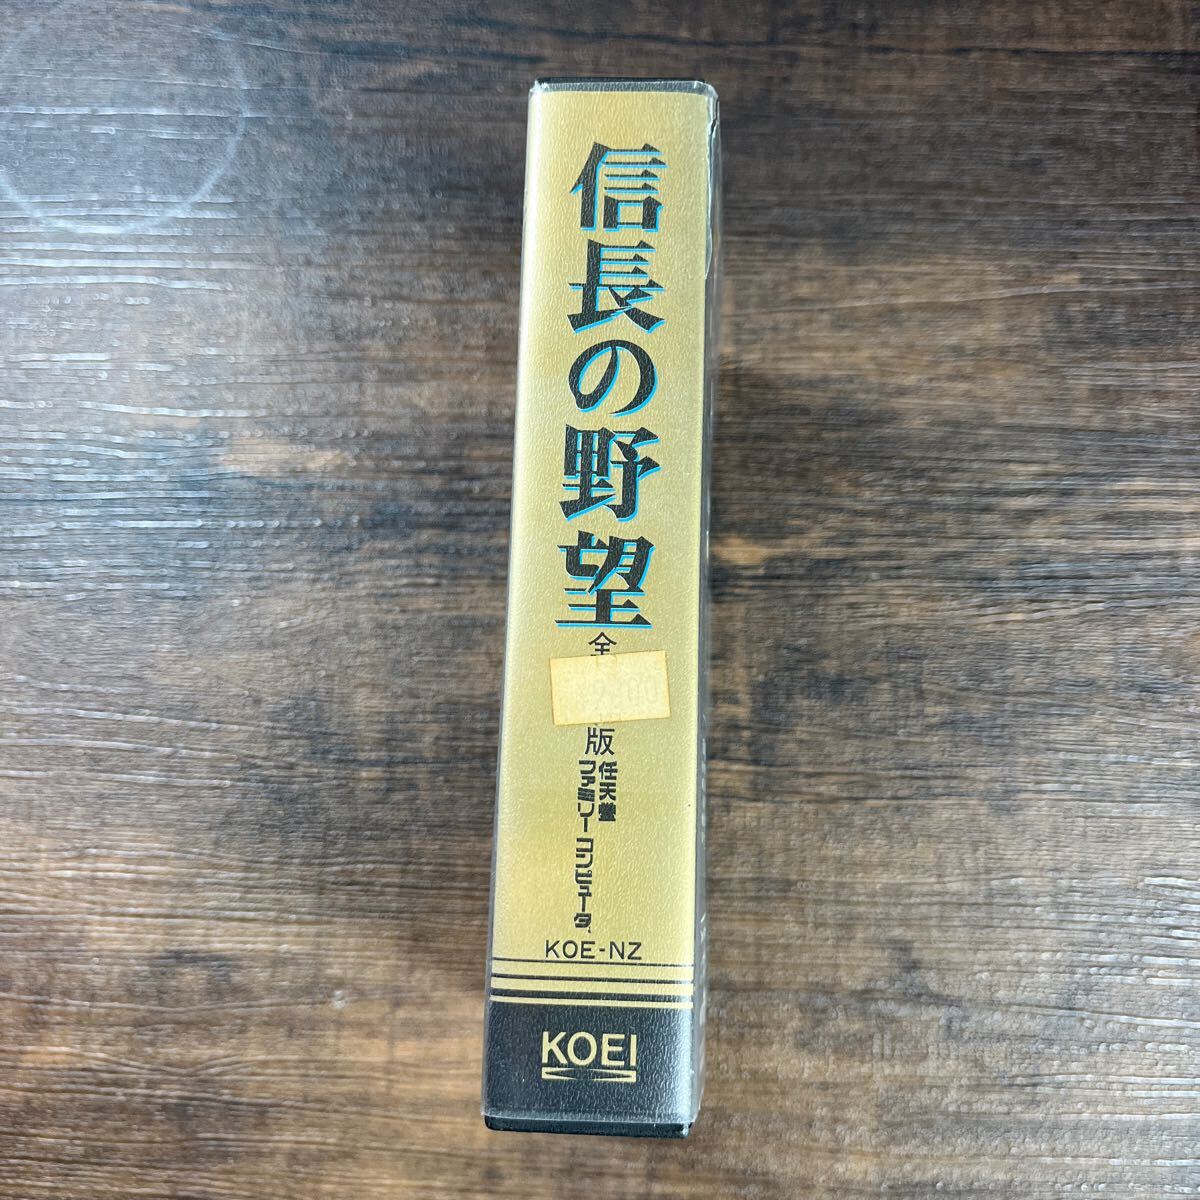 信長の野望
全
版
任天堂
ファミリーコンピュータ
KOE-NZ
KOEI